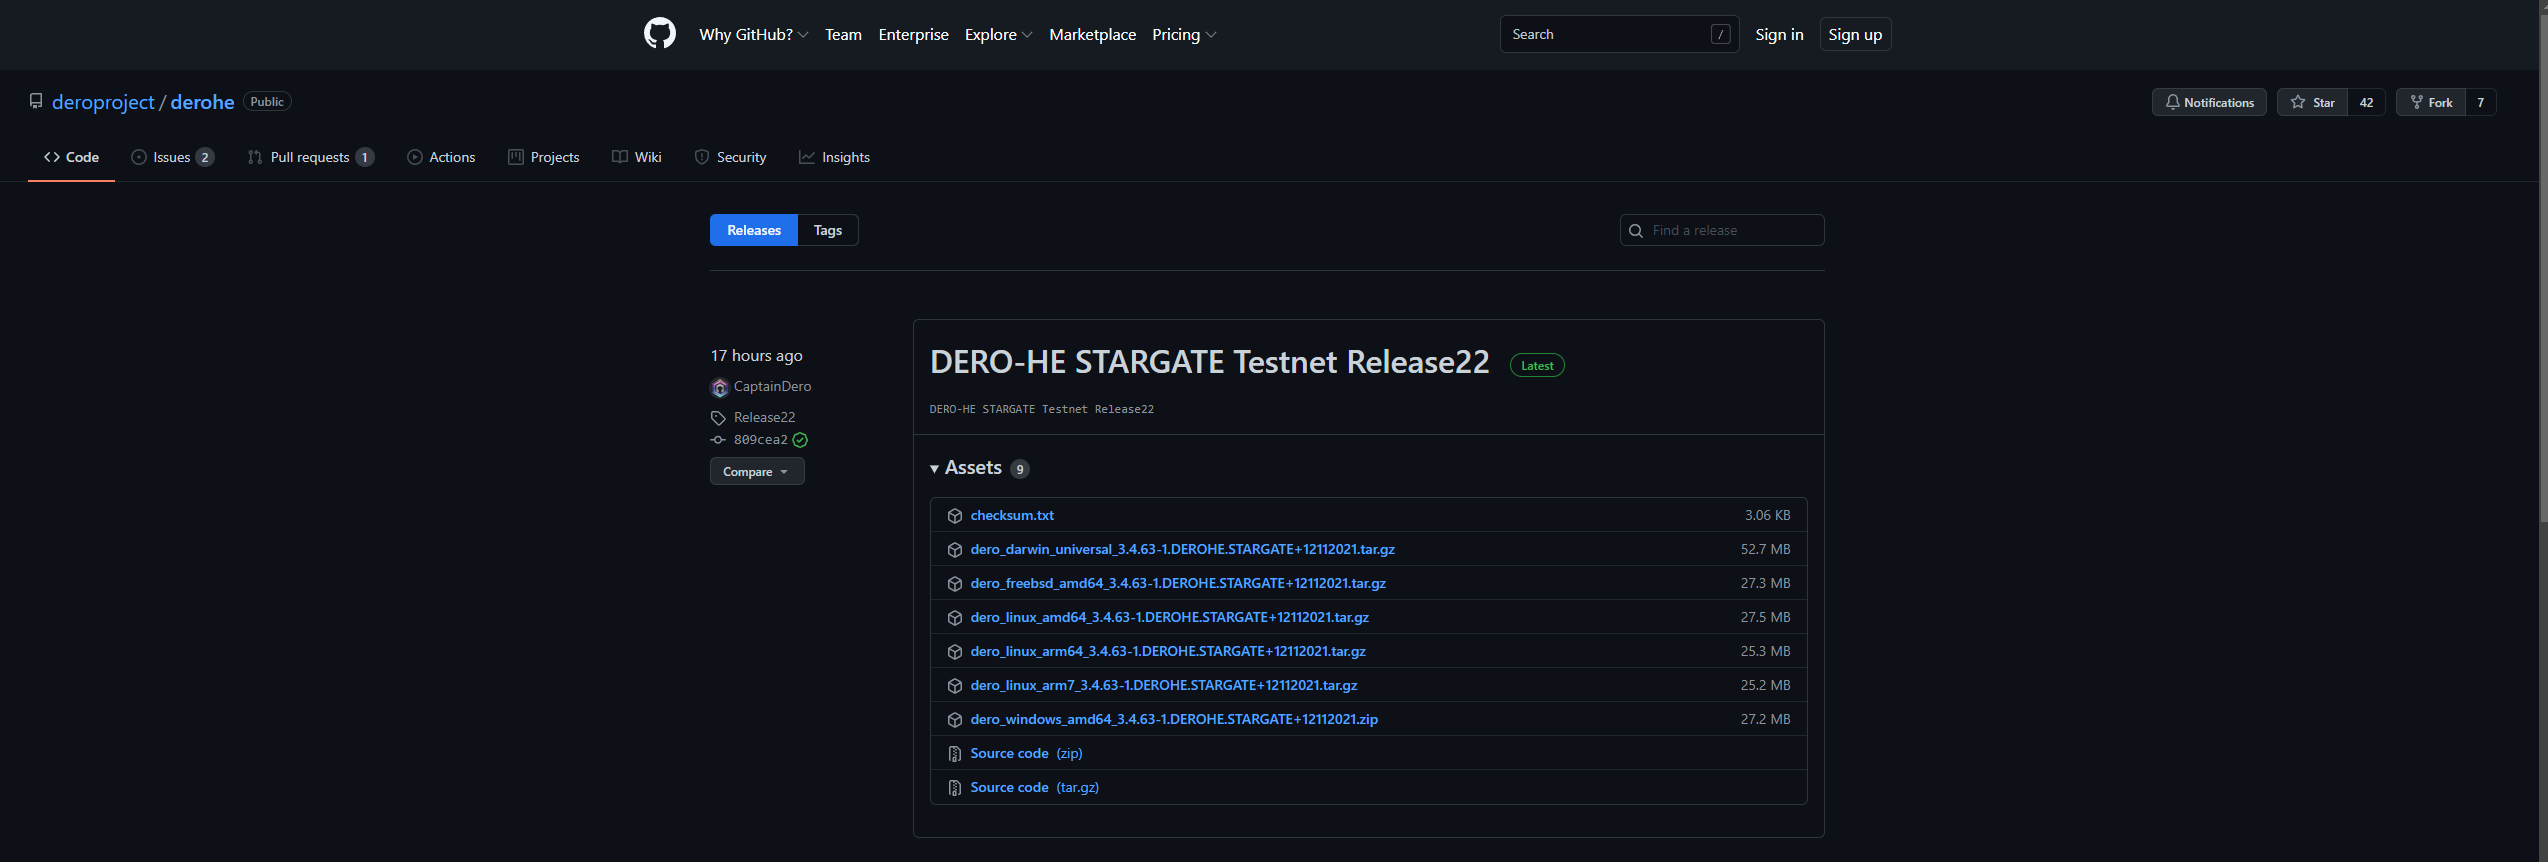 Why GitHub? Team Enterprise Explore Marketplace Pricing Search / Sign in Sign up
deroproject / derohe Public Notifications Star 42 Fork 7
Code Issues 2 Pull requests 1 Actions Projects Wiki Security Insights
Releases Tags Find a release
17 hours ago
CaptainDero
Release22
809cea2
Compare
DERO-HE STARGATE Testnet Release22 Latest
DERO-HE STARGATE Testnet Release22
Assets 9
checksum.txt 3.06 KB
dero_darwin_universal_3.4.63-1.DEROHE.STARGATE+12112021.tar.gz 52.7 MB
dero_freebsd_amd64_3.4.63-1.DEROHE.STARGATE+12112021.tar.gz 27.3 MB
dero_linux_amd64_3.4.63-1.DEROHE.STARGATE+12112021.tar.gz 27.5 MB
dero_linux_arm64_3.4.63-1.DEROHE.STARGATE+12112021.tar.gz 25.3 MB
dero_linux_arm7_3.4.63-1.DEROHE.STARGATE+12112021.tar.gz 25.2 MB
dero_windows_amd64_3.4.63-1.DEROHE.STARGATE+12112021.zip 27.2 MB
Source code (zip)
Source code (tar.gz)